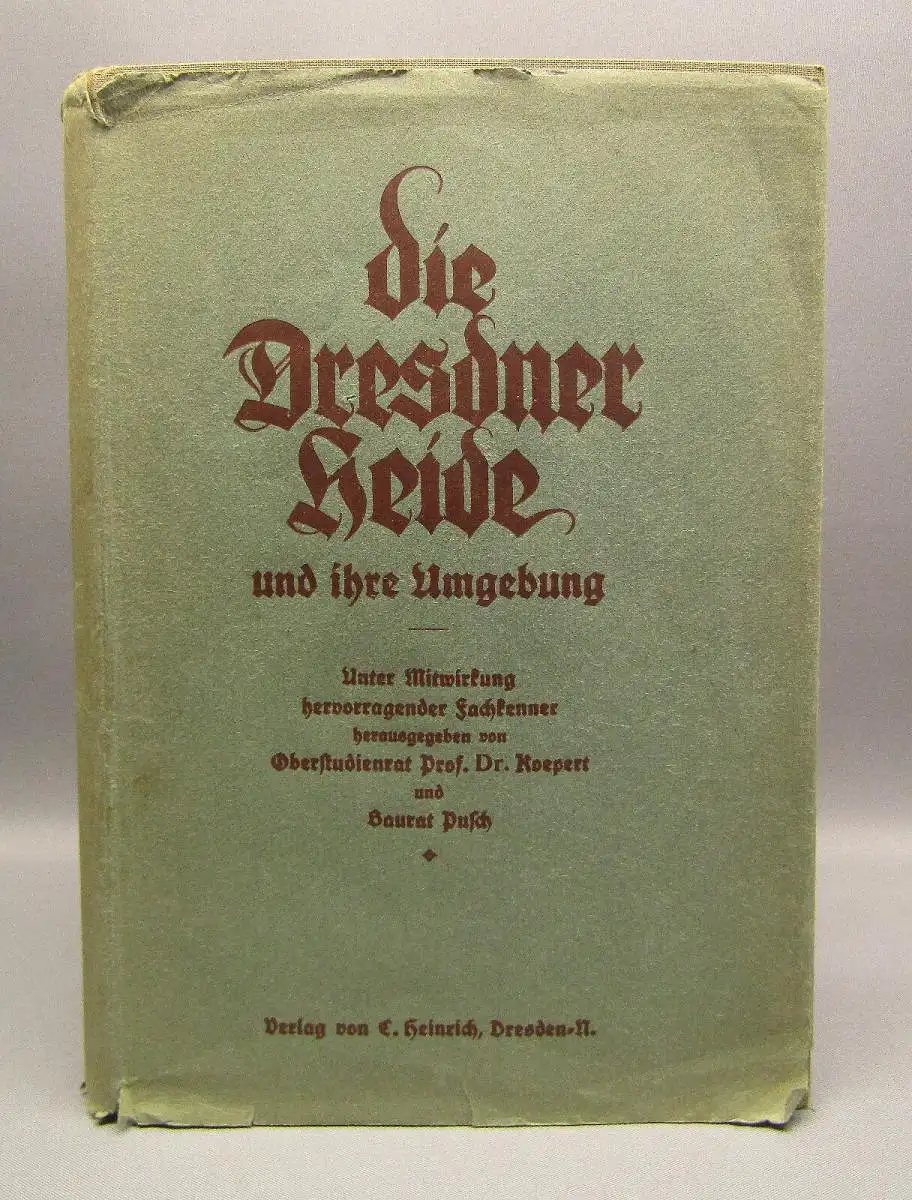 die
Dresdner
Heide
und ihre Umgebung
Unter Mitwirkung
hervorragender Fachkenner
herausgegeben von
Oberstudienrat Prof. Dr. Koepert
und
Baurat Pusch
Verlag von C. Heinrich, Dresden-N.